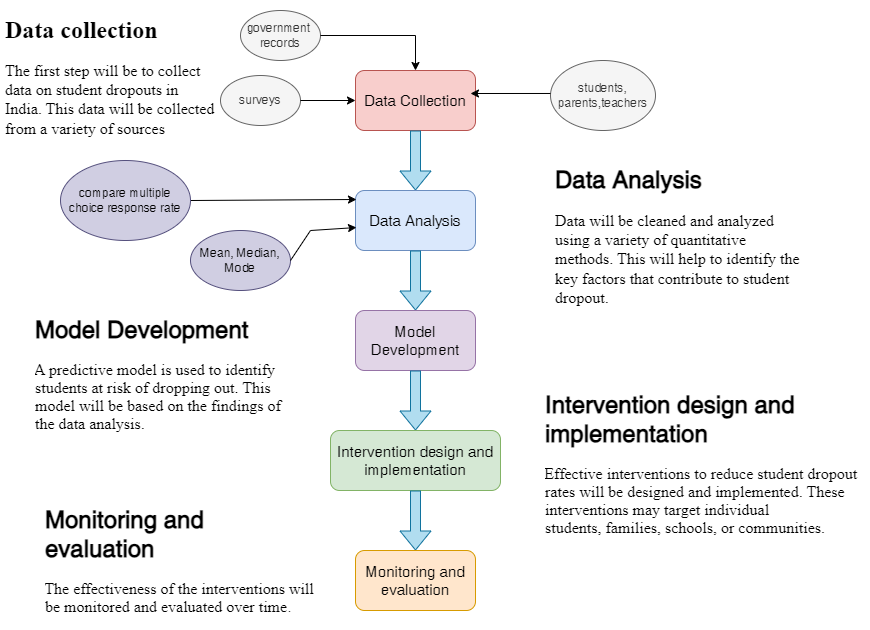 Data collection
The first step will be to collect
data on student dropouts in
India. This data will be collected
from a variety of sources
government
records
surveys
Data Collection
students,
parents,teachers
compare multiple
choice response rate
Mean, Median,
Mode
Data Analysis
Data Analysis
Data will be cleaned and analyzed
using a variety of quantitative
methods. This will help to identify the
key factors that contribute to student
dropout.
Model Development
A predictive model is used to identify
students at risk of dropping out. This
model will be based on the findings of
the data analysis.
Model
Development
Intervention design and
implementation
Intervention design and
implementation
Effective interventions to reduce student dropout
rates will be designed and implemented. These
interventions may target individual
students, families, schools, or communities.
Monitoring and
evaluation
The effectiveness of the interventions will
be monitored and evaluated over time.
Monitoring and
evaluation